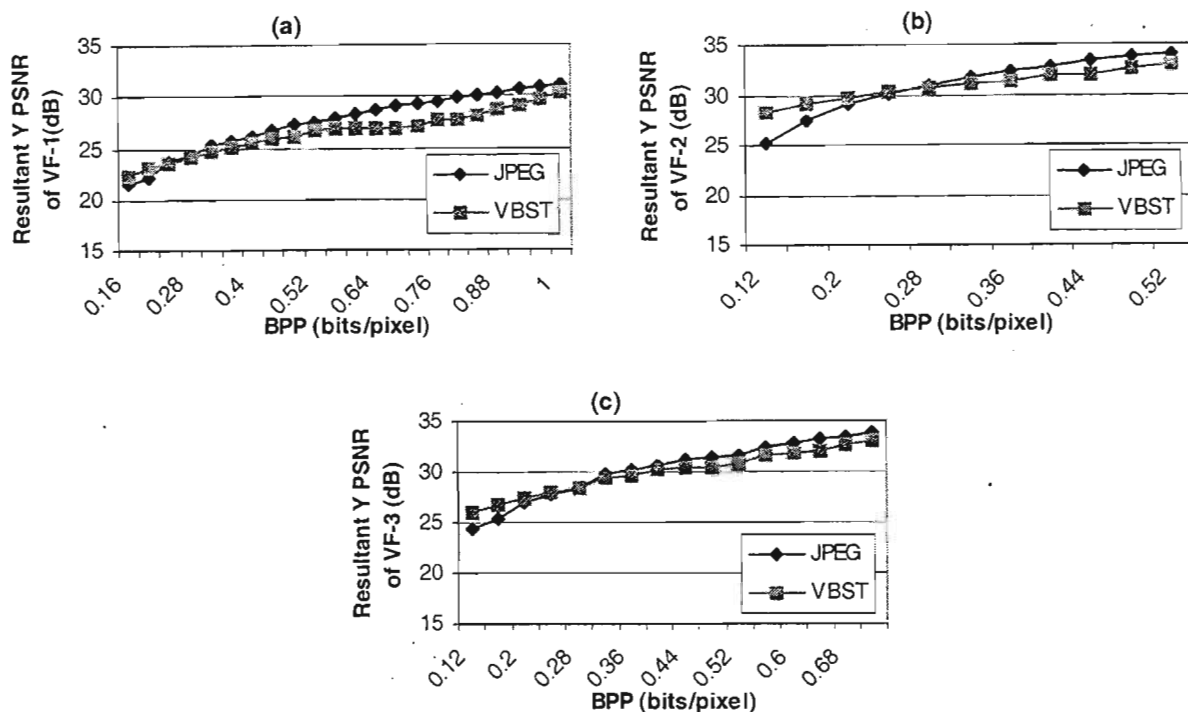 (a)
Resultant Y PSNR
of VF-1(dB)
35
30
25
20
15
JPEG
VBST
0.16
0.28
0.4
0.52
0.64
0.76
0.88
1
BPP (bits/pixel)
(b)
Resultant Y PSNR
of VF-2 (dB)
35
30
25
20
15
JPEG
VBST
0.12
0.2
0.28
0.36
0.44
0.52
BPP (bits/pixel)
(c)
Resultant Y PSNR
of VF-3 (dB)
35
30
25
20
15
JPEG
VBST
0.12
0.2
0.28
0.36
0.44
0.52
0.6
0.68
BPP (bits/pixel)